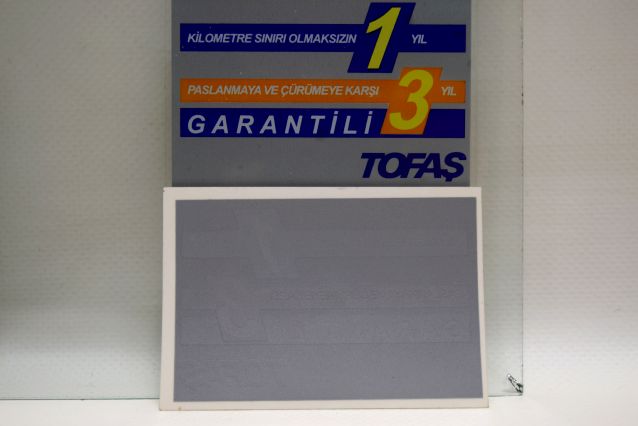 KİLOMETRE SINIRI OLMAKSIZIN 1 YIL
PASLANMAYA VE ÇÜRÜMEYE KARŞI 3 YIL
GARANTİLİ
TOFAŞ